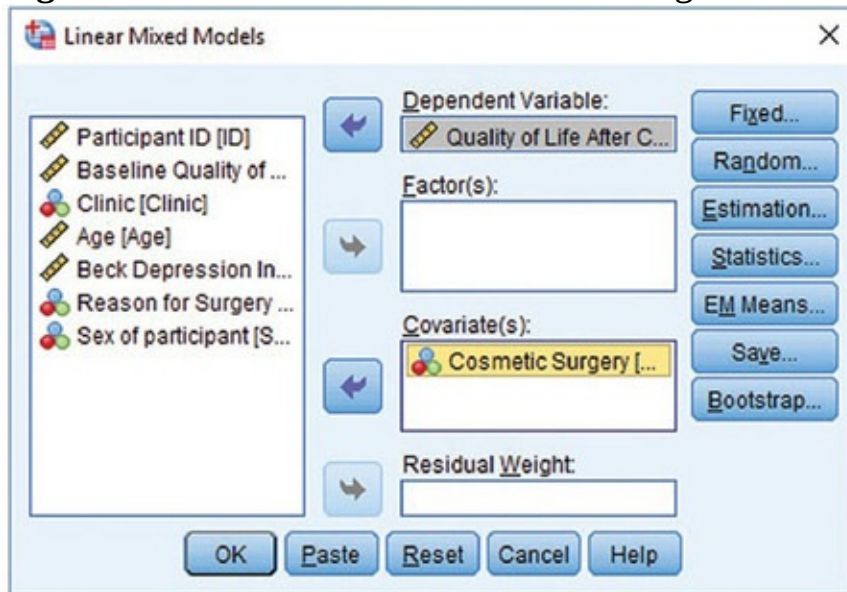 Linear Mixed Models
Participant ID [ID]
Baseline Quality of ...
Clinic [Clinic]
Age [Age]
Beck Depression In...
Reason for Surgery ...
Sex of participant [S...
Dependent Variable:
Quality of Life After C...
Factor(s):
Covariate(s):
Cosmetic Surgery [...
Residual Weight:
Fixed...
Random...
Estimation...
Statistics...
EM Means...
Save...
Bootstrap...
OK
Paste
Reset
Cancel
Help